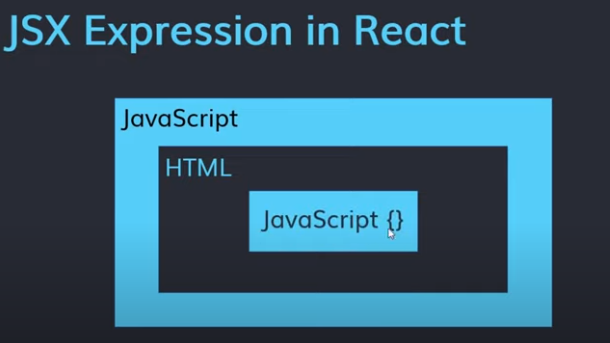 JSX Expression in React
JavaScript
HTML
JavaScript {}